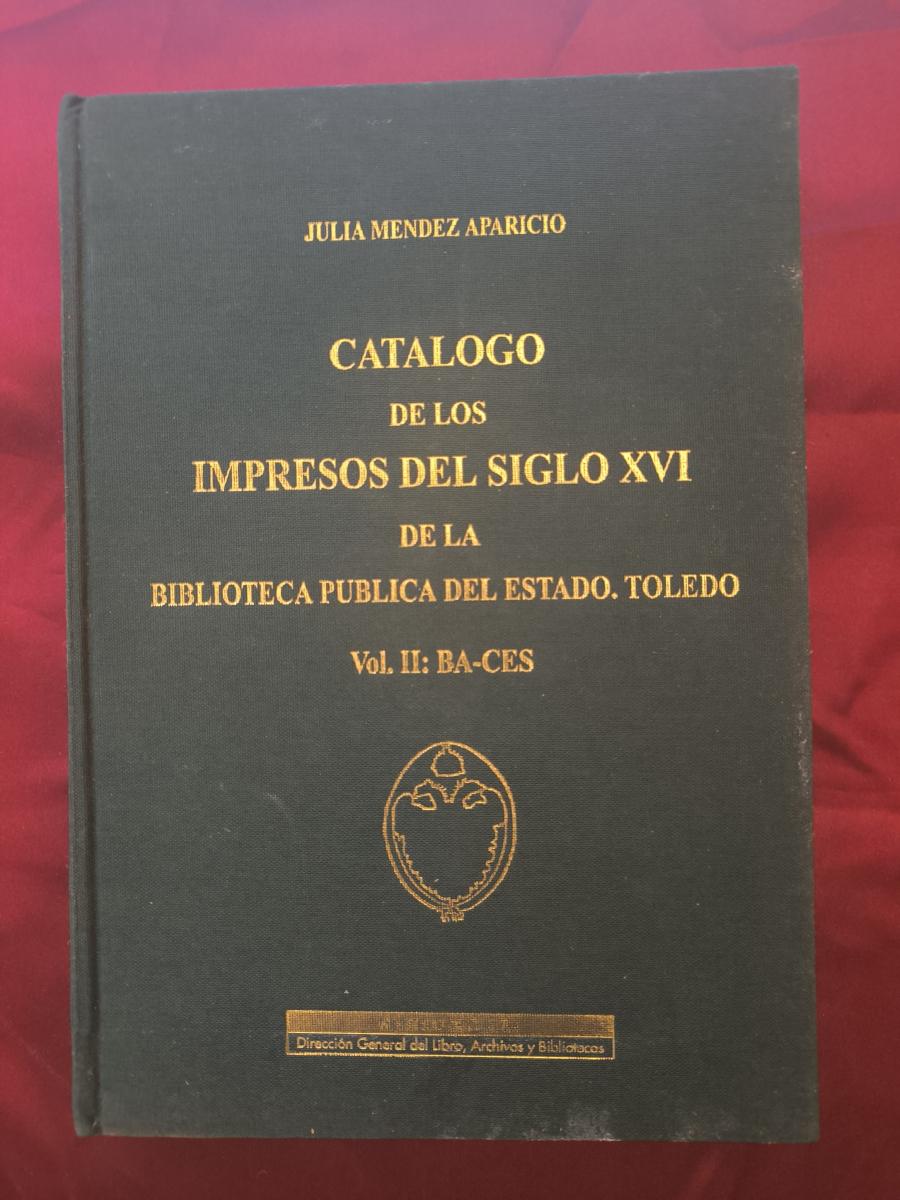 JULIA MENDEZ APARICIO
CATALOGO
DE LOS
IMPRESOS DEL SIGLO XVI
DE LA
BIBLIOTECA PUBLICA DEL ESTADO. TOLEDO
Vol. II: BA-CES
Dirección General del Libro, Archivos y Bibliotecas